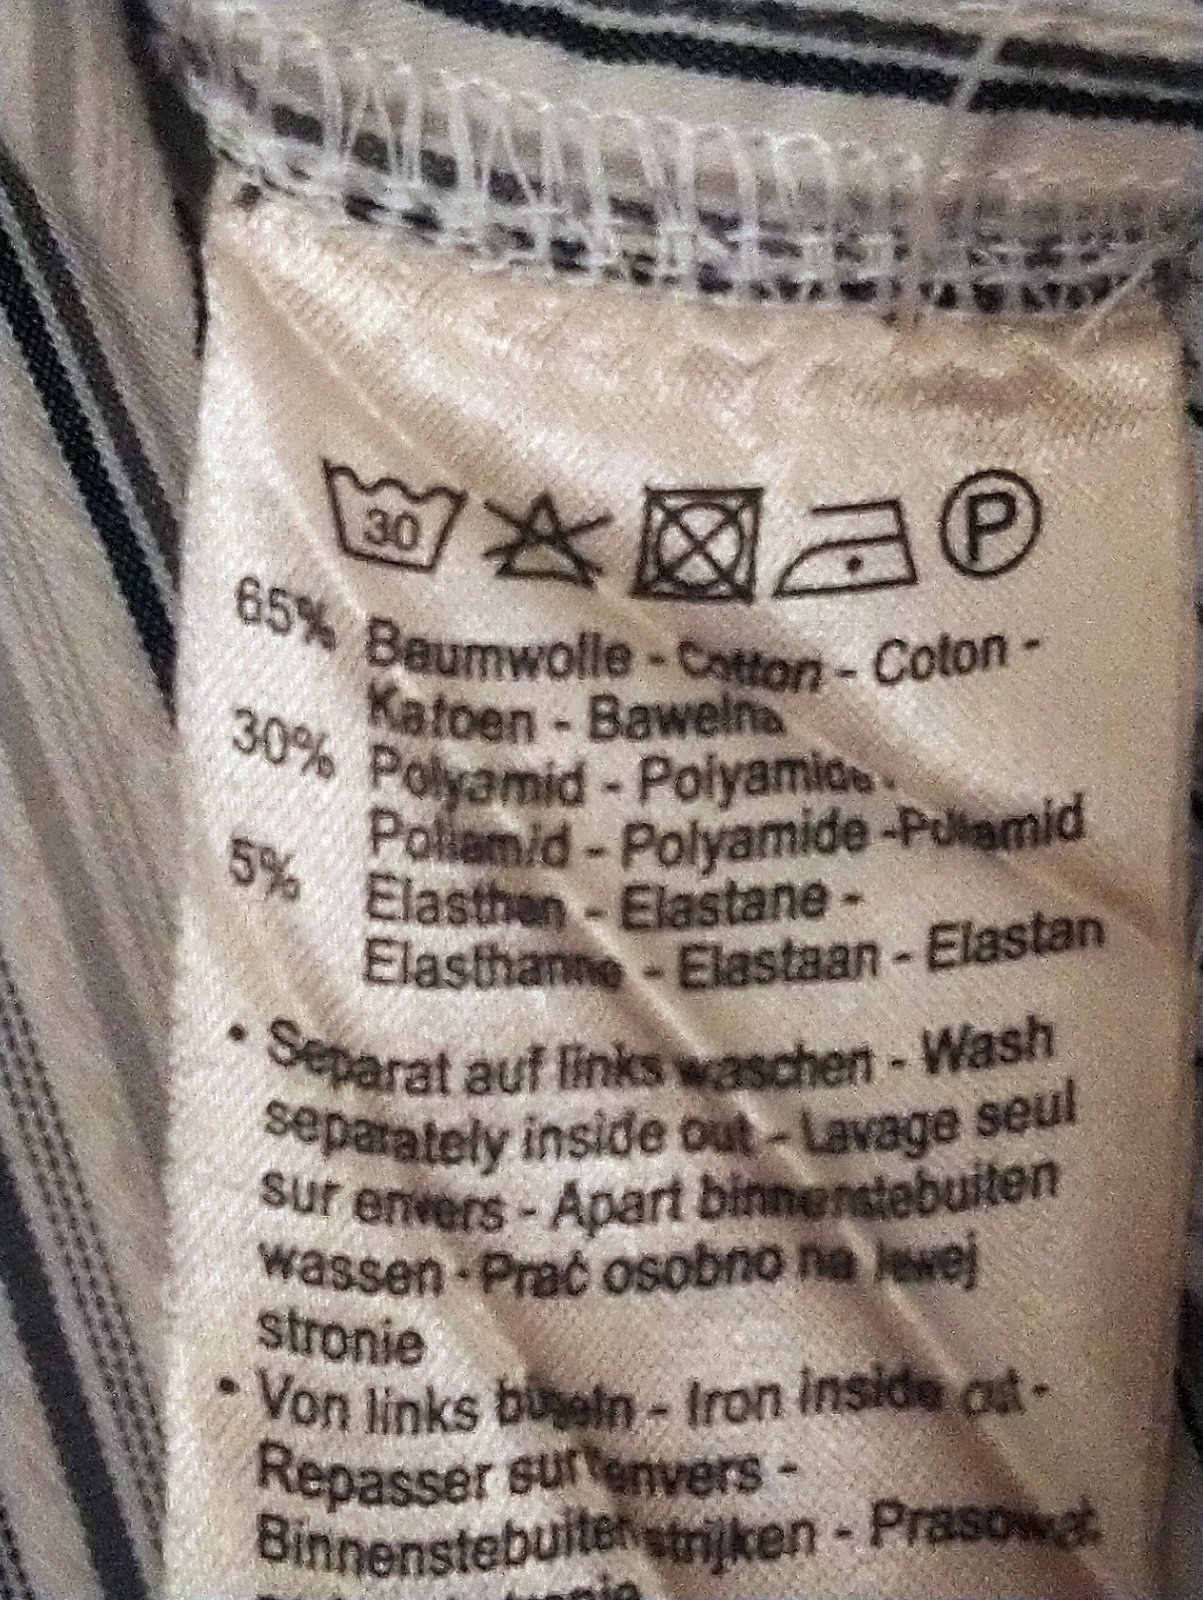 30 P
65% Baumwolle - Cotton - Coton -
Katoen - Bawełna
30% Polyamid - Polyamide -
Poliamid - Polyamide -Poliamid
5% Elasthan - Elastane -
Elasthanne - Elastaan - Elastan
• Separat auf links waschen - Wash
separately inside out - Lavage seul
sur envers - Apart binnenstebuiten
wassen - Prać osobno na lewej
stronie
• Von links bügeln - Iron inside out -
Repasser sur envers -
Binnenstebuiten strijken - Prasować